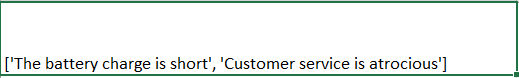 ['The battery charge is short', 'Customer service is atrocious']